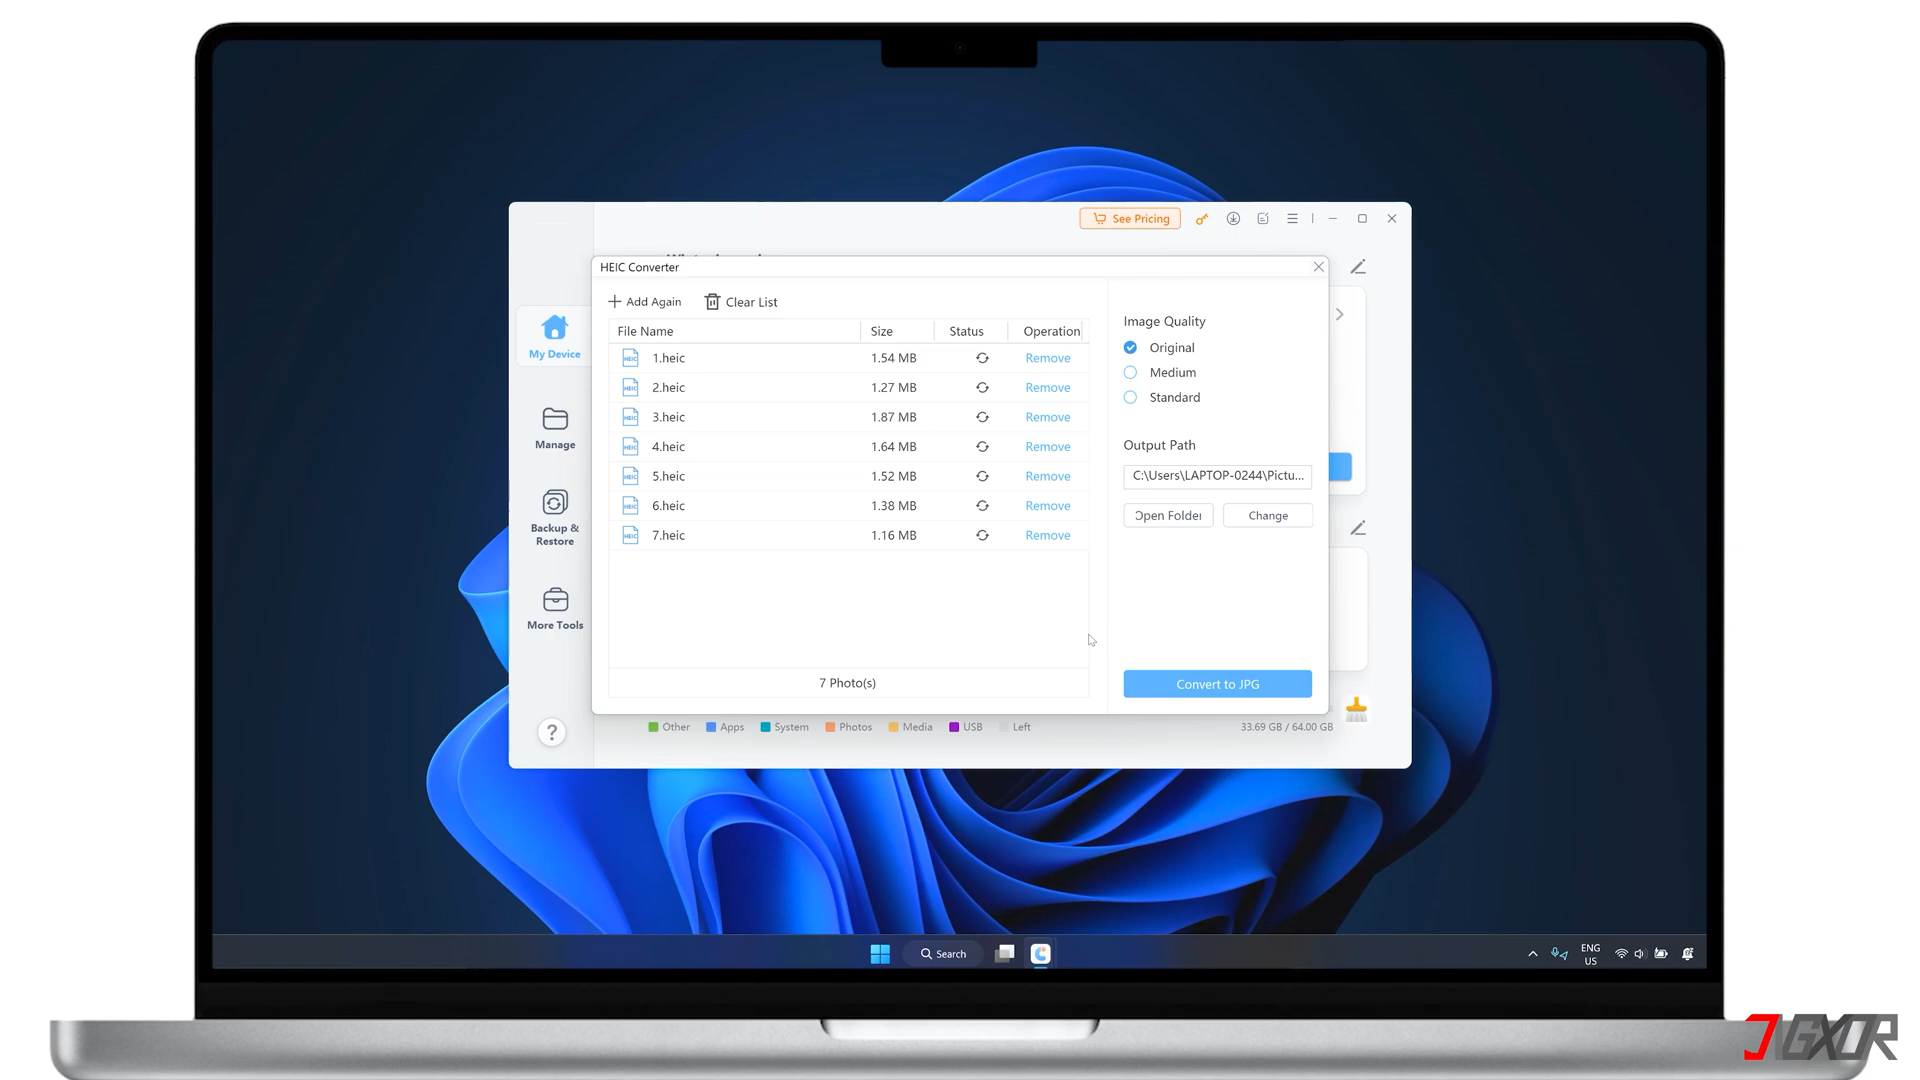 See Pricing
HEIC Converter
Add Again
Clear List
File Name Size Status Operation
1.heic 1.54 MB Remove
2.heic 1.27 MB Remove
3.heic 1.87 MB Remove
4.heic 1.64 MB Remove
5.heic 1.52 MB Remove
6.heic 1.38 MB Remove
7.heic 1.16 MB Remove
7 Photo(s)
Image Quality
Original
Medium
Standard
Output Path
C:\Users\LAPTOP-0244\Pictu...
Open Folder Change
Convert to JPG
My Device
Manage
Backup &
Restore
More Tools
?
Other Apps System Photos Media USB Left
33.69 GB / 64.00 GB
Search
ENG
US
JIGXOR